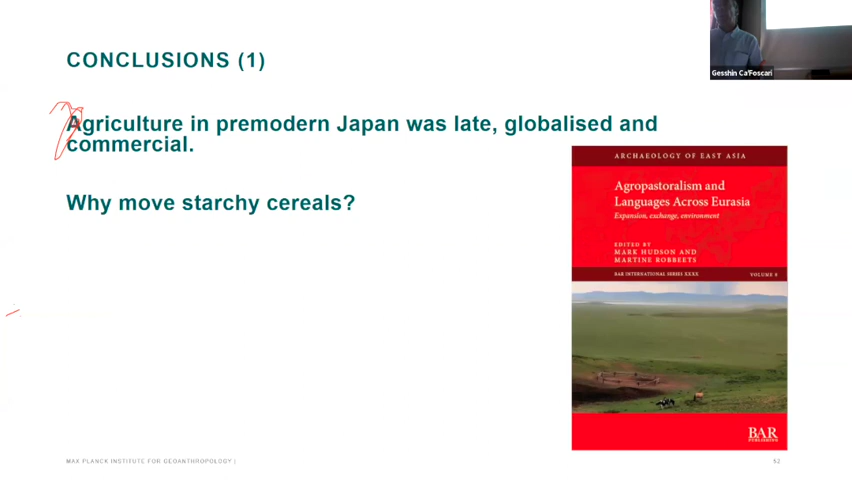 CONCLUSIONS (1)
Gesshin Ca'Foscari
Agriculture in premodern Japan was late, globalised and
commercial.
Why move starchy cereals?
ARCHAEOLOGY OF EAST ASIA
Agropastoralism and
Languages Across Eurasia
Expansion, exchange, environment
EDITED BY
MARK HUDSON AND
MARTINE ROBBEETS
BAR INTERNATIONAL SERIES XXXX
VOLUME 8
BAR
PUBLISHING
MAX PLANCK INSTITUTE FOR GEOANTHROPOLOGY |
52